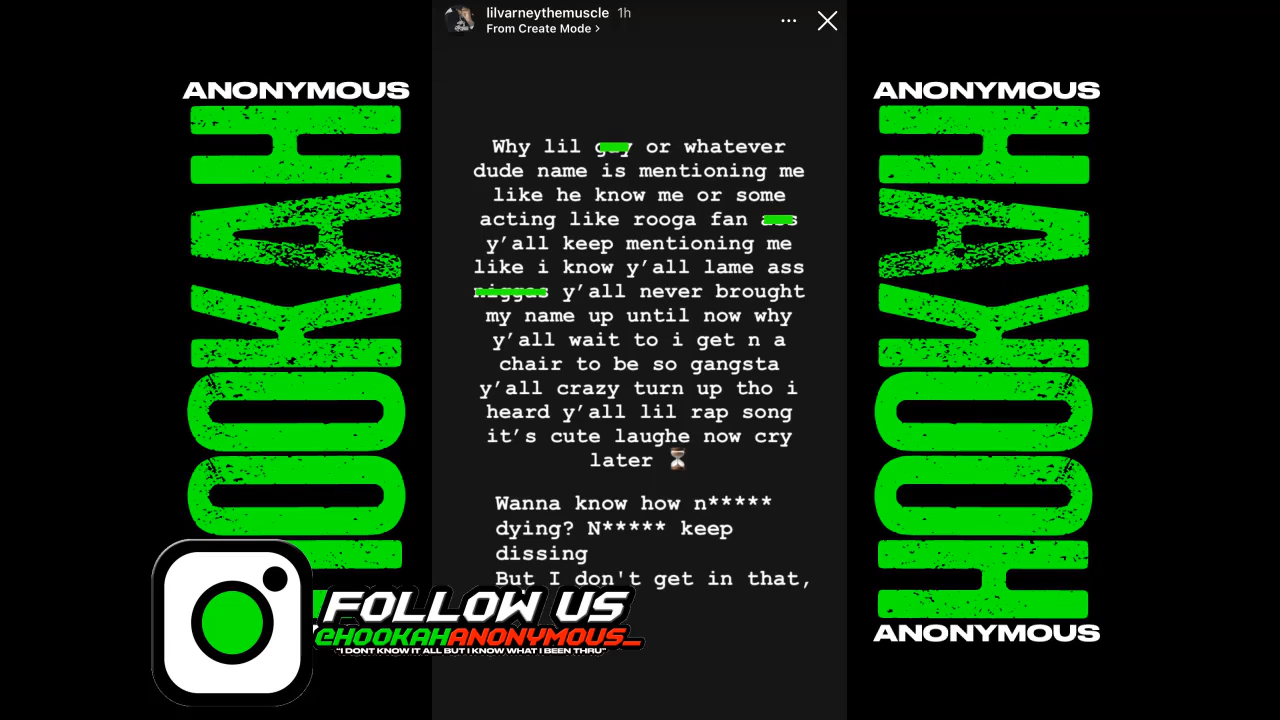 lilvarneythemuscle 1h
From Create Mode >
ANONYMOUS
HOOKAH
ANONYMOUS
HOOKAH
ANONYMOUS
Why lil guy or whatever
dude name is mentioning me
like he know me or some
acting like rooga fan ass
y'all keep mentioning me
like i know y'all lame ass
niggas y'all never brought
my name up until now why
y'all wait to i get n a
chair to be so gangsta
y'all crazy turn up tho i
heard y'all lil rap song
it's cute laughe now cry
later ⏳
Wanna know how n*****
dying? N***** keep
dissing
But I don't get in that,
FOLLOW US
@HOOKAHANONYMOUS_
"I DONT KNOW IT ALL BUT I KNOW WHAT I BEEN THRU"